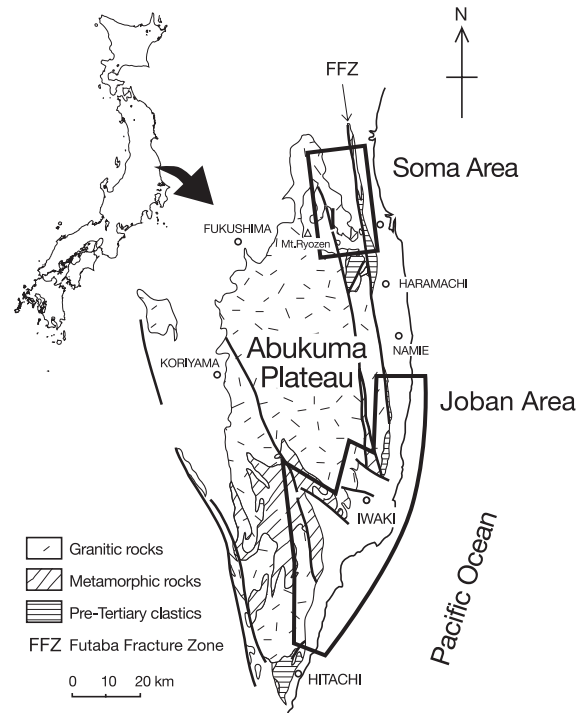 N
FFZ
Soma Area
FUKUSHIMA
Mt.Ryozen
HARAMACHI
NAMIE
Abukuma
Plateau
KORIYAMA
Joban Area
IWAKI
Pacific Ocean
Granitic rocks
Metamorphic rocks
Pre-Tertiary clastics
FFZ Futaba Fracture Zone
0 10 20 km
HITACHI